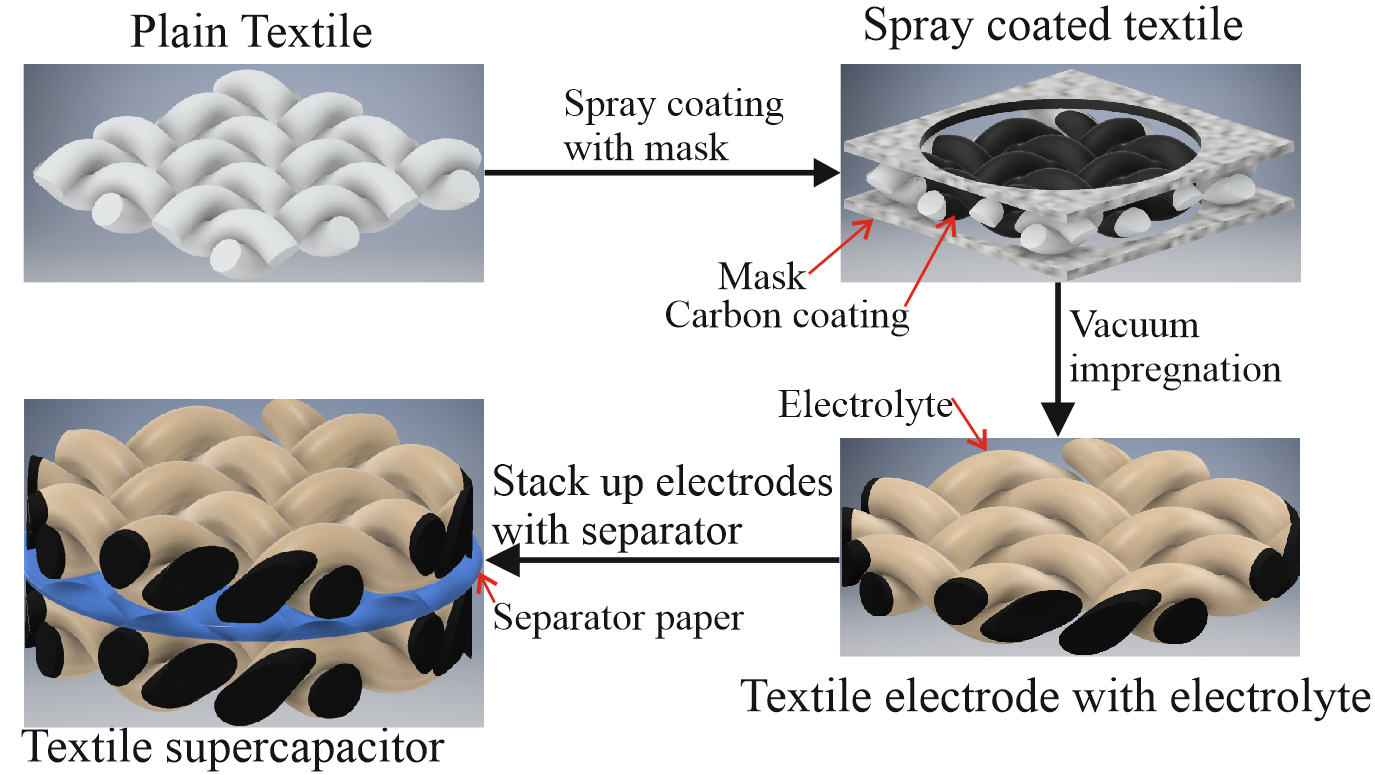 Plain Textile
Spray coated textile
Spray coating
with mask
Mask
Carbon coating
Vacuum
impregnation
Electrolyte
Stack up electrodes
with separator
Separator paper
Textile electrode with electrolyte
Textile supercapacitor